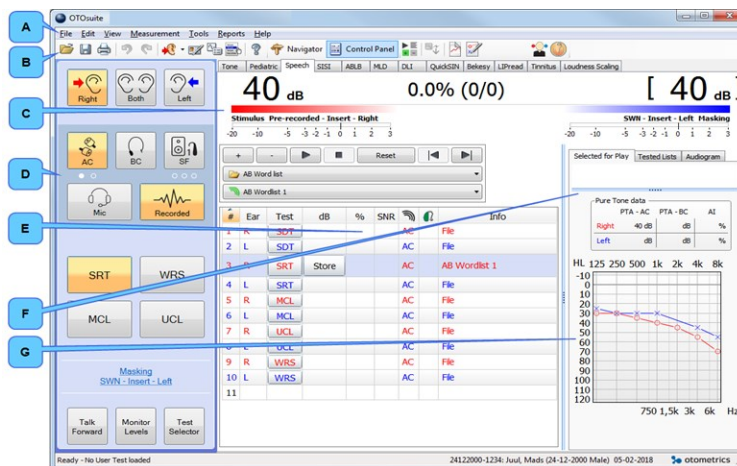 OTOsuite
File Edit View Measurement Tools Reports Help
Navigator Control Panel
Tone Pediatric Speech SISI ABLB MLD DLI QuickSIN Bekesy LIPread Tinnitus Loudness Scaling
A
B
C
D
E
F
G
Right Both Left
AC BC SF
Mic Recorded
SRT WRS
MCL UCL
Masking
SWN - Insert - Left
Talk Forward Monitor Levels Test Selector
40 dB 0.0% (0/0) [ 40 dB ]
Stimulus Pre-recorded - Insert - Right SWN - Insert - Left Masking
-20 -10 -5 -3 -2 -1 0 1 2 3 -20 -10 -5 -3 -2 -1 0 1 2 3
+ - Reset
AB Word list
AB Wordlist 1
# Ear Test dB % SNR Info
1 R SDT AC File
2 L SDT AC File
3 R SRT Store AC AB Wordlist 1
4 L SRT AC File
5 R MCL AC File
6 L MCL AC File
7 R UCL AC File
8 L UCL AC File
9 R WRS AC File
10 L WRS AC File
11
Selected for Play Tested Lists Audiogram
Pure Tone data
PTA - AC PTA - BC AI
Right 40 dB dB %
Left dB dB %
HL 125 250 500 1k 2k 4k 8k
-10
0
10
20
30
40
50
60
70
80
90
100
110
120
750 1,5k 3k 6k Hz
Ready - No User Test loaded 24122000-1234: Juul, Mads (24-12-2000 Male) 05-02-2018 otometrics